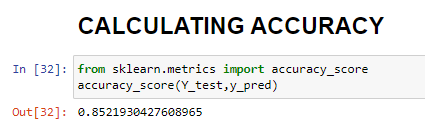 CALCULATING ACCURACY
In [32]: from sklearn.metrics import accuracy_score
accuracy_score(Y_test,y_pred)
Out[32]: 0.8521930427608965